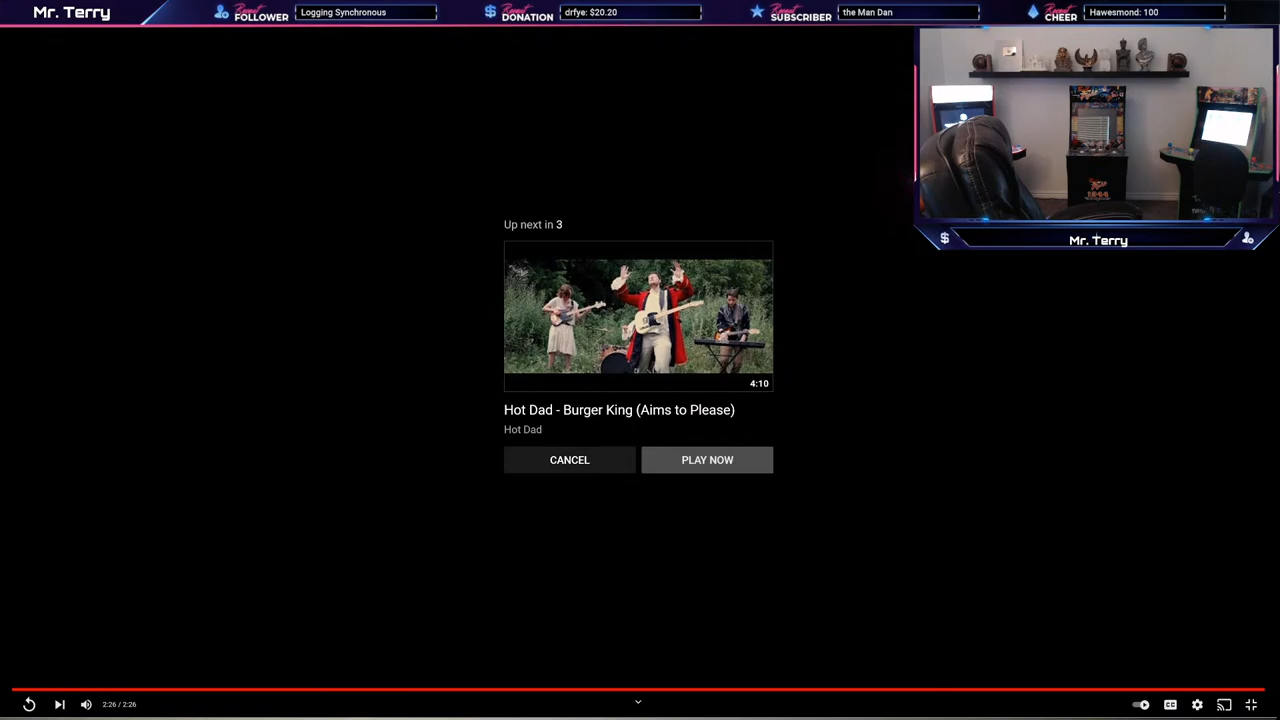 Mr. Terry
Recent FOLLOWER
Logging Synchronous
Recent DONATION
drfye: $20.20
Recent SUBSCRIBER
the Man Dan
Recent CHEER
Hawesmond: 100
Mr. Terry
Up next in 3
4:10
Hot Dad - Burger King (Aims to Please)
Hot Dad
CANCEL
PLAY NOW
2:26 / 2:26
CC